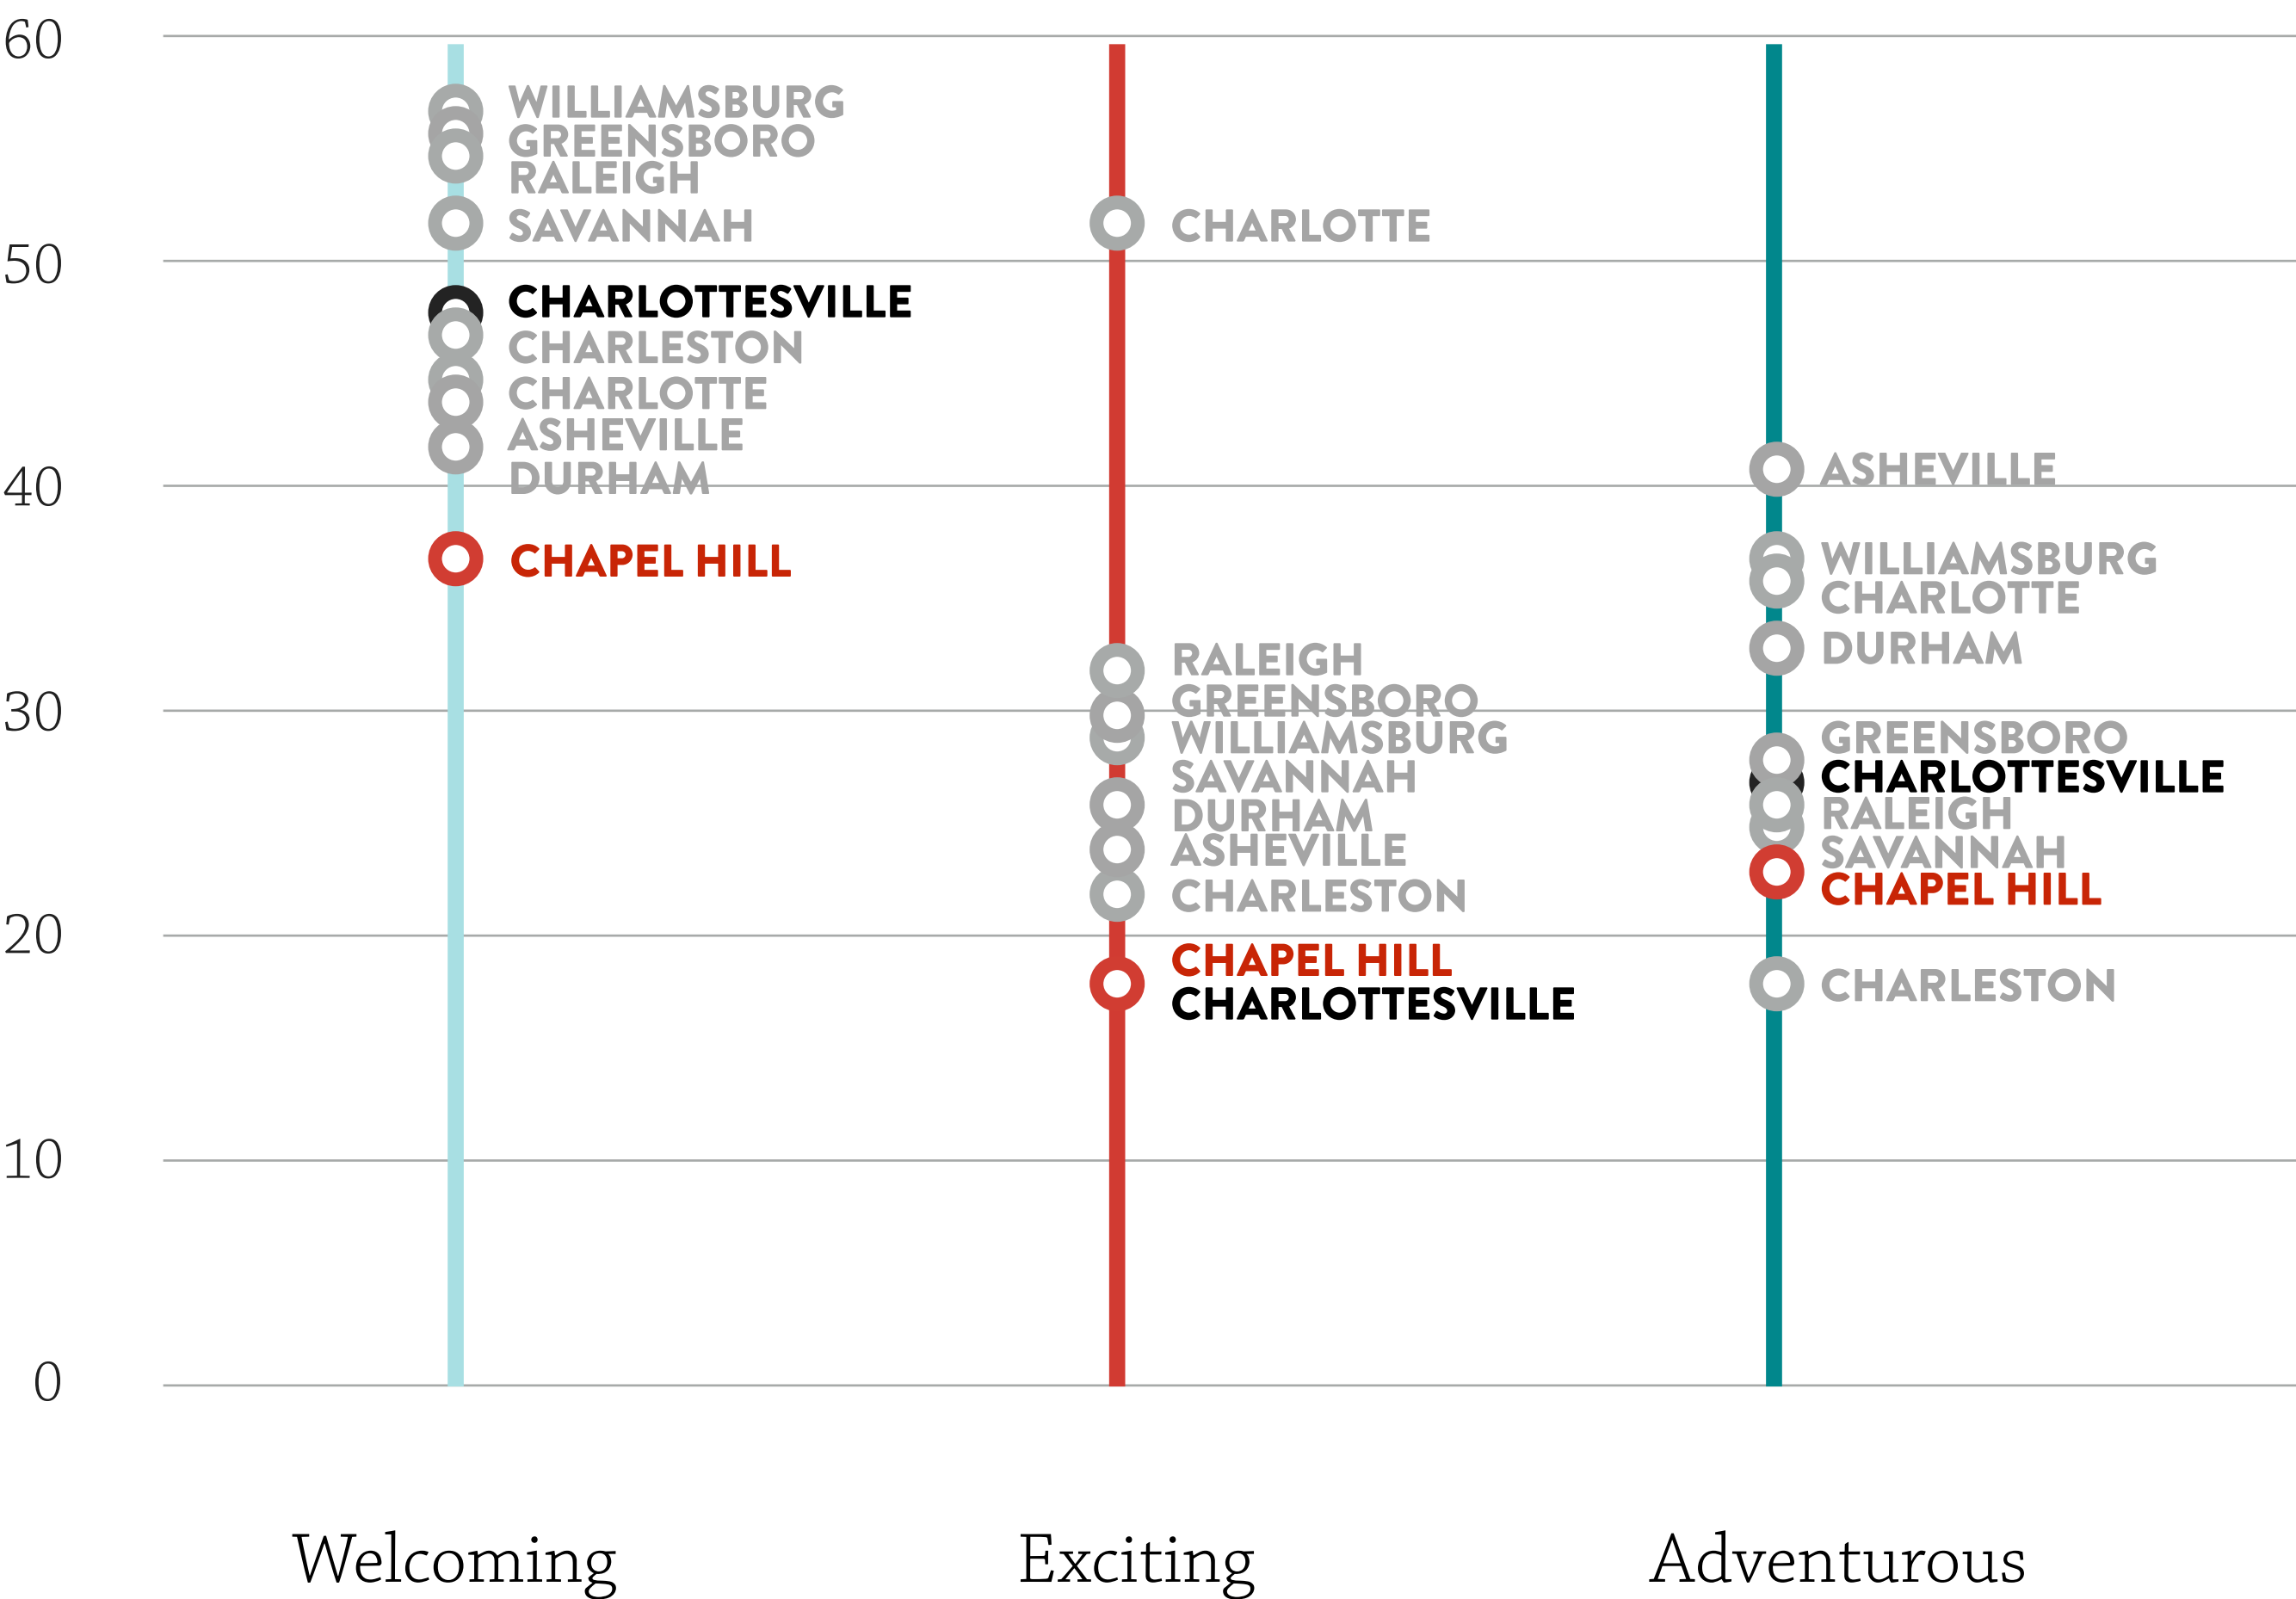 60
WILLIAMSBURG
GREENSBORO
RALEIGH
SAVANNAH
CHARLOTTE
50
CHARLOTTESVILLE
CHARLESTON
CHARLOTTE
ASHEVILLE
DURHAM
ASHEVILLE
40
CHAPEL HILL
WILLIAMSBURG
CHARLOTTE
DURHAM
RALEIGH
GREENSBORO
WILLIAMSBURG
SAVANNAH
DURHAM
ASHEVILLE
CHARLESTON
30
GREENSBORO
CHARLOTTESVILLE
RALEIGH
SAVANNAH
CHAPEL HILL
20
CHAPEL HILL
CHARLOTTESVILLE
CHARLESTON
10
0
Welcoming
Exciting
Adventurous